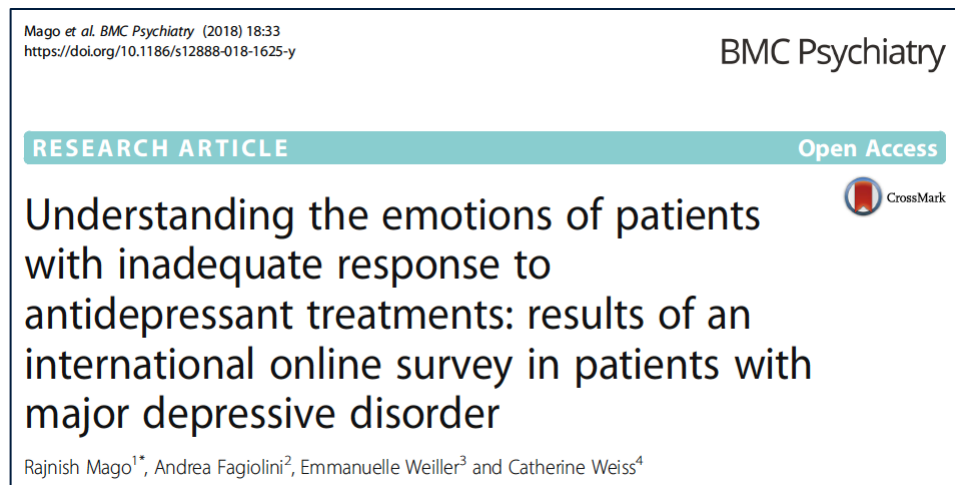 Mago et al. BMC Psychiatry (2018) 18:33
https://doi.org/10.1186/s12888-018-1625-y
BMC Psychiatry
RESEARCH ARTICLE Open Access
CrossMark
Understanding the emotions of patients
with inadequate response to
antidepressant treatments: results of an
international online survey in patients with
major depressive disorder
Rajnish Mago1*, Andrea Fagiolini2, Emmanuelle Weiller3 and Catherine Weiss4